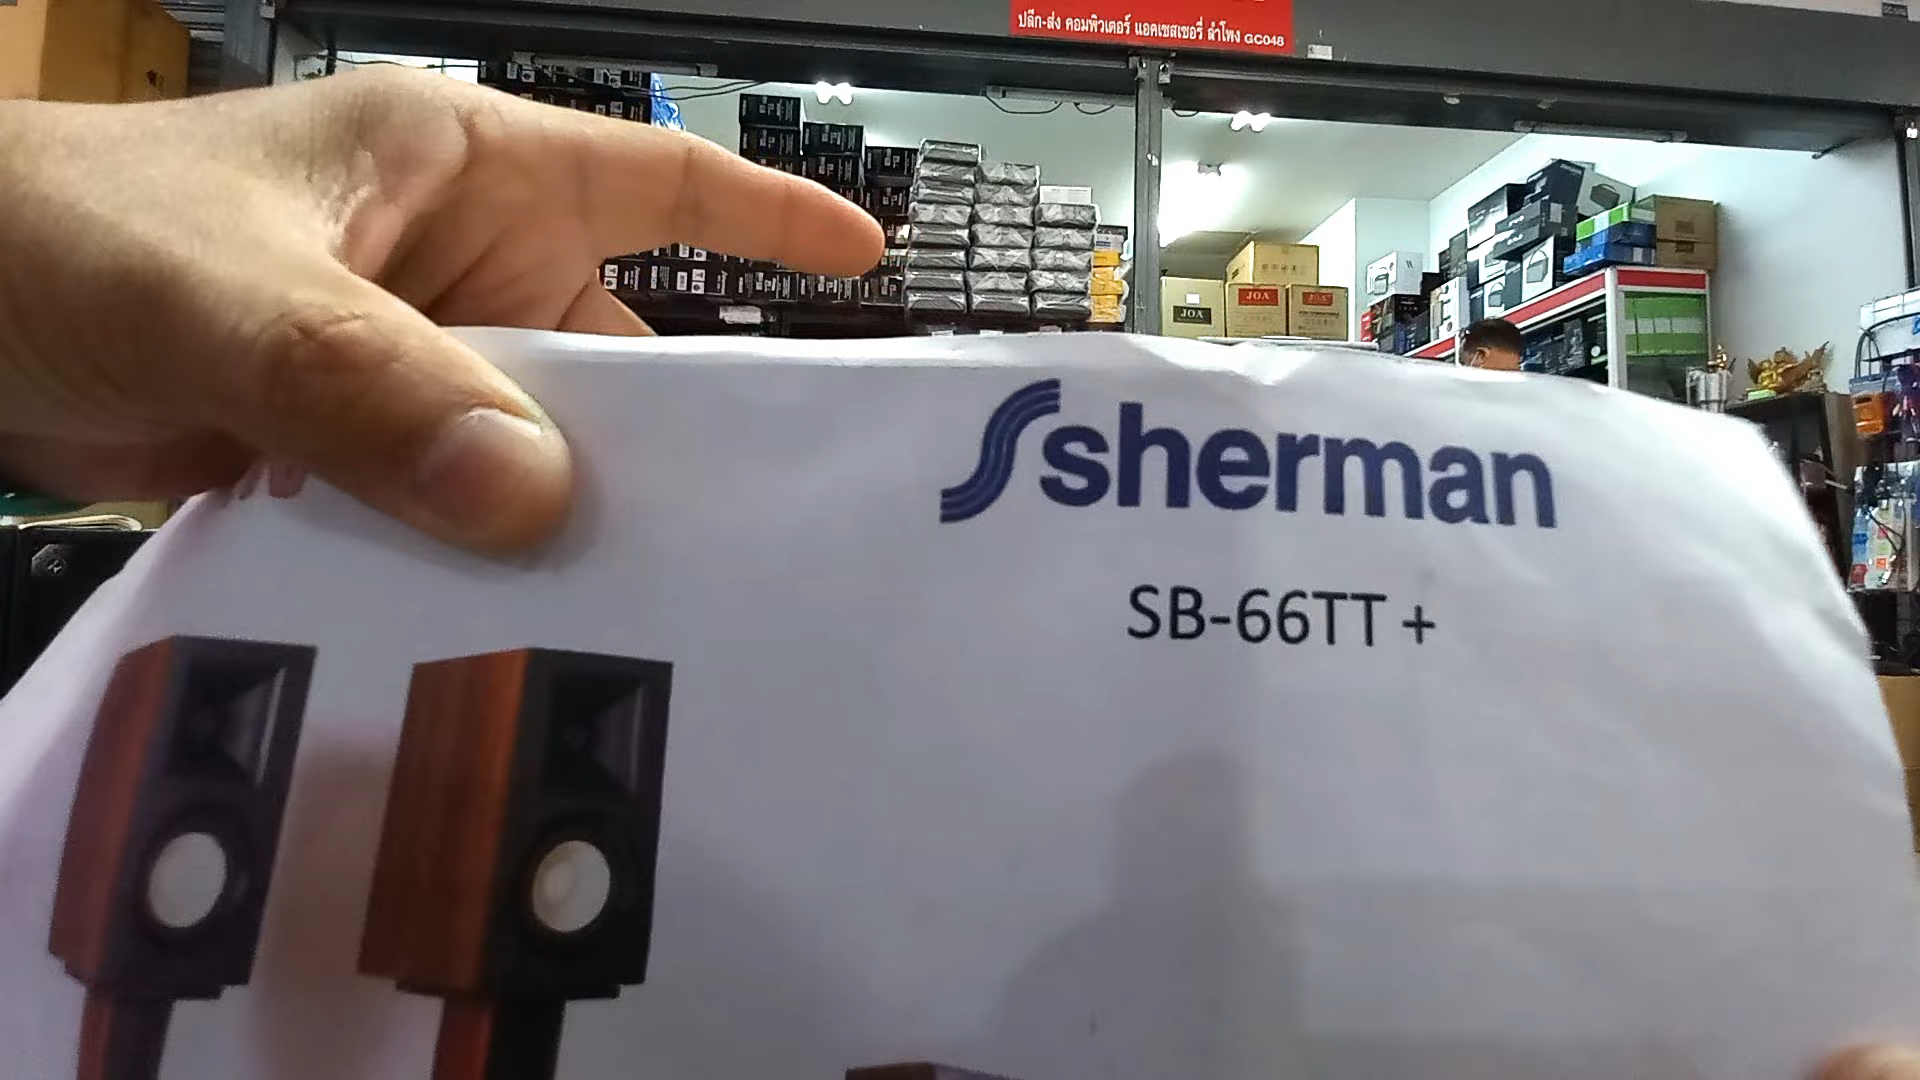 ปลีก-ส่ง คอมพิวเตอร์ แอคเซสเซอรี่ ลำโพง GC048
JOA
JOA
JOA
sherman
SB-66TT +